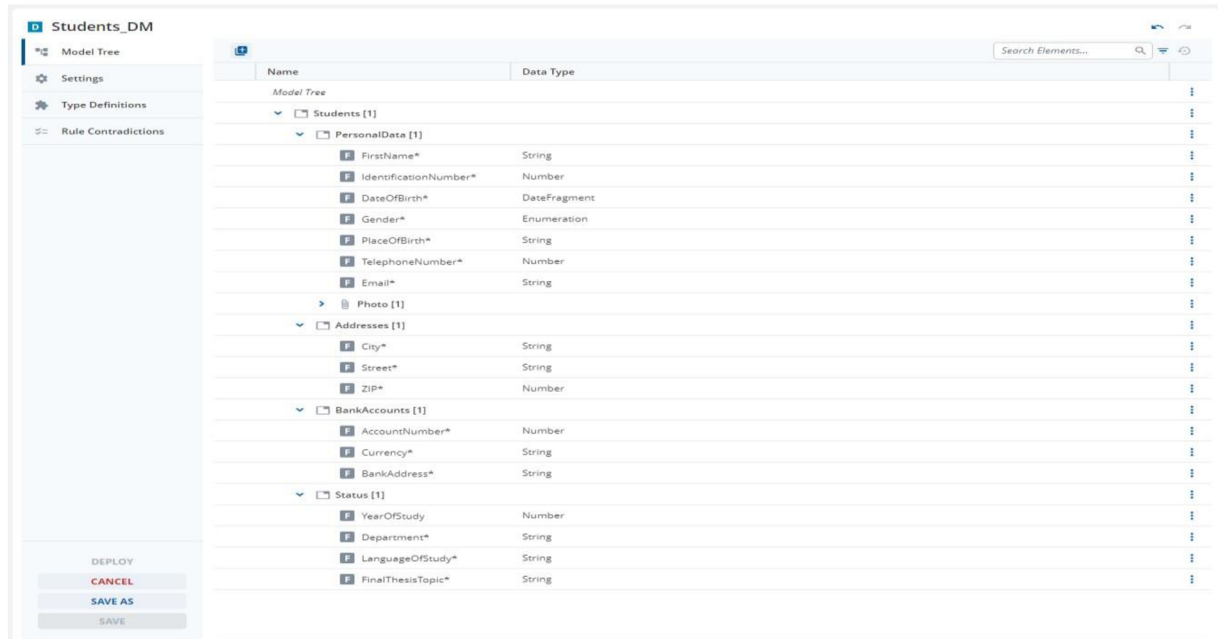 D Students_DM
Model Tree
Search Elements...
Settings
Name Data Type
Type Definitions
Model Tree
Rule Contradictions
Students [1]
PersonalData [1]
F FirstName* String
F IdentificationNumber* Number
F DateOfBirth* DateFragment
F Gender* Enumeration
F PlaceOfBirth* String
F TelephoneNumber* Number
F Email* String
Photo [1]
Addresses [1]
F City* String
F Street* String
F ZIP* Number
BankAccounts [1]
F AccountNumber* Number
F Currency* String
F BankAddress* String
Status [1]
F YearOfStudy Number
F Department* String
F LanguageOfStudy* String
F FinalThesisTopic* String
DEPLOY
CANCEL
SAVE AS
SAVE